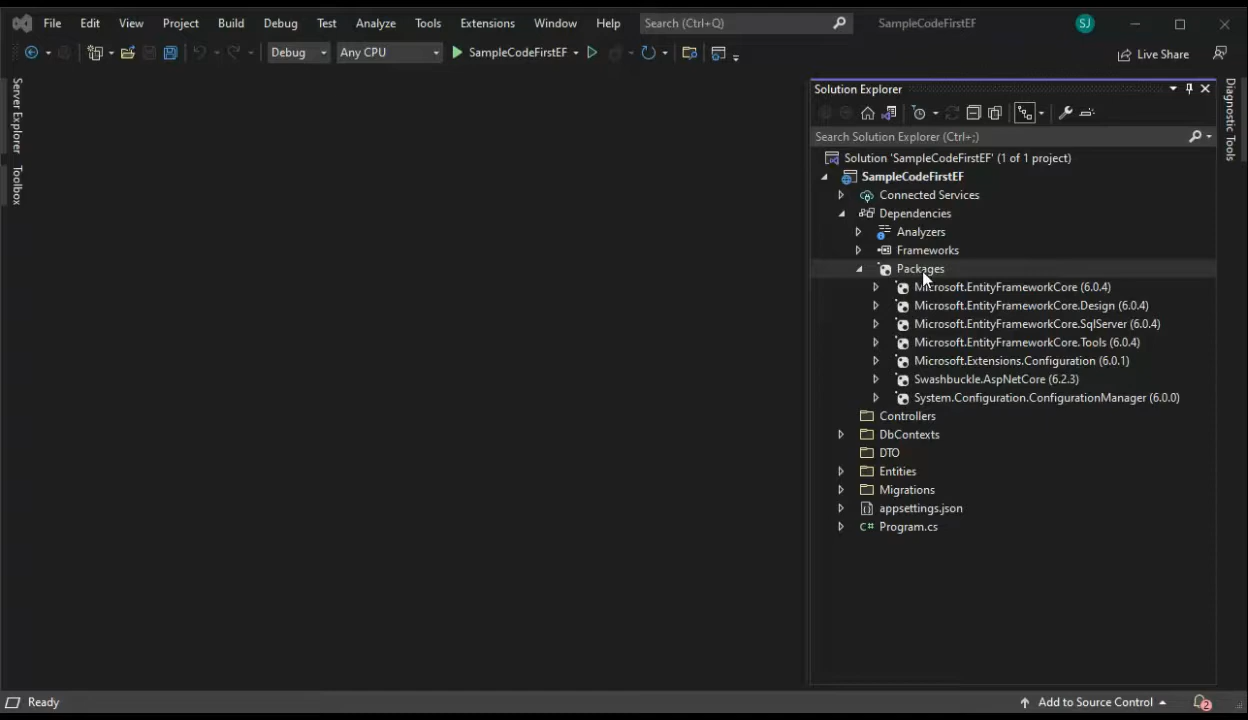 File Edit View Project Build Debug Test Analyze Tools Extensions Window Help Search (Ctrl+Q) SampleCodeFirstEF SJ
Debug Any CPU SampleCodeFirstEF Live Share
Server Explorer
Toolbox
Solution Explorer
Search Solution Explorer (Ctrl+;)
Solution 'SampleCodeFirstEF' (1 of 1 project)
SampleCodeFirstEF
Connected Services
Dependencies
Analyzers
Frameworks
Packages
Microsoft.EntityFrameworkCore (6.0.4)
Microsoft.EntityFrameworkCore.Design (6.0.4)
Microsoft.EntityFrameworkCore.SqlServer (6.0.4)
Microsoft.EntityFrameworkCore.Tools (6.0.4)
Microsoft.Extensions.Configuration (6.0.1)
Swashbuckle.AspNetCore (6.2.3)
System.Configuration.ConfigurationManager (6.0.0)
Controllers
DbContexts
DTO
Entities
Migrations
appsettings.json
C# Program.cs
Diagnostic Tools
Ready Add to Source Control 2